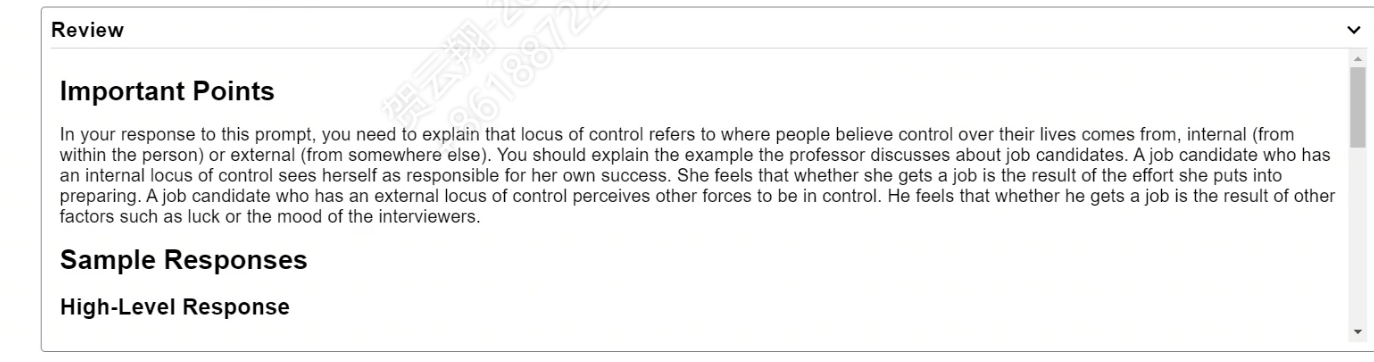 Review
Important Points
In your response to this prompt, you need to explain that locus of control refers to where people believe control over their lives comes from, internal (from
within the person) or external (from somewhere else). You should explain the example the professor discusses about job candidates. A job candidate who has
an internal locus of control sees herself as responsible for her own success. She feels that whether she gets a job is the result of the effort she puts into
preparing. A job candidate who has an external locus of control perceives other forces to be in control. He feels that whether he gets a job is the result of other
factors such as luck or the mood of the interviewers.
Sample Responses
High-Level Response